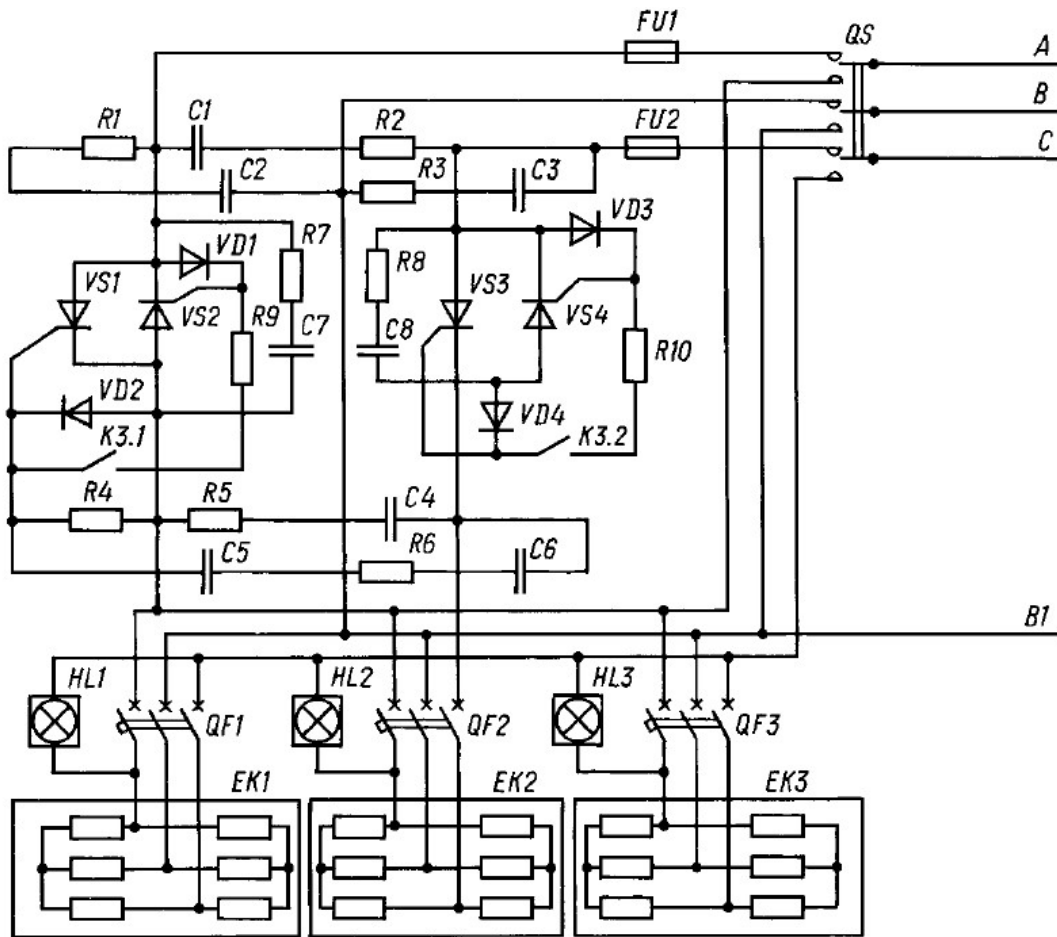 FU1 QS A
B
C1 R2 FU2 C
R1
C2 R3 C3
VD3
R7
VD1 R8
VS1 VS3
VS2 R9 VS4
C7 C8 R10
VD2
VD4
K3.1 K3.2
R4 R5 C4
C5 R6 C6
B1
HL1 HL2 HL3
QF1 QF2 QF3
EK1 EK2 EK3